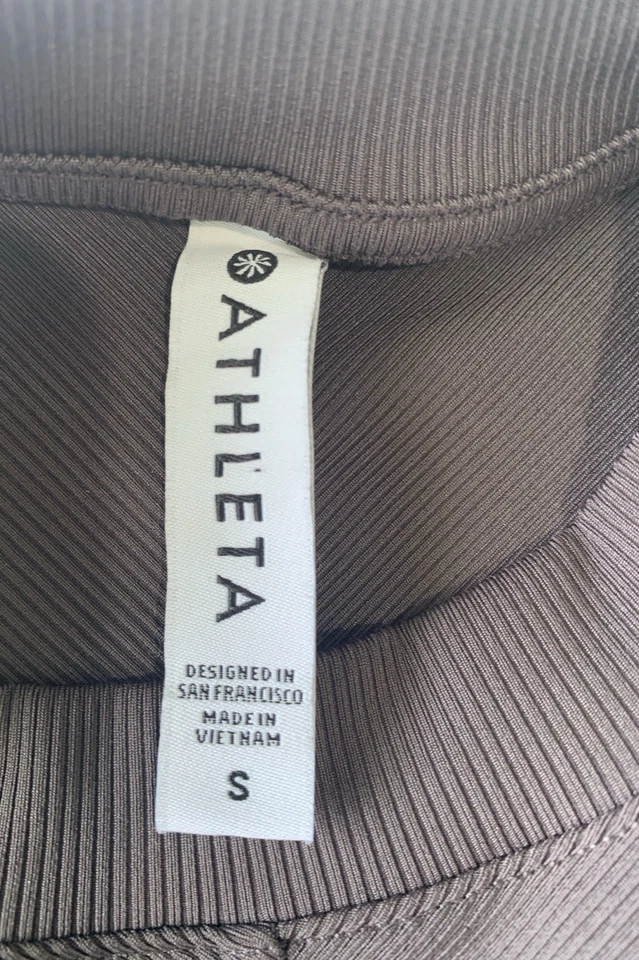 ATHLETA
DESIGNED IN
SAN FRANCISCO
MADE IN
VIETNAM
S